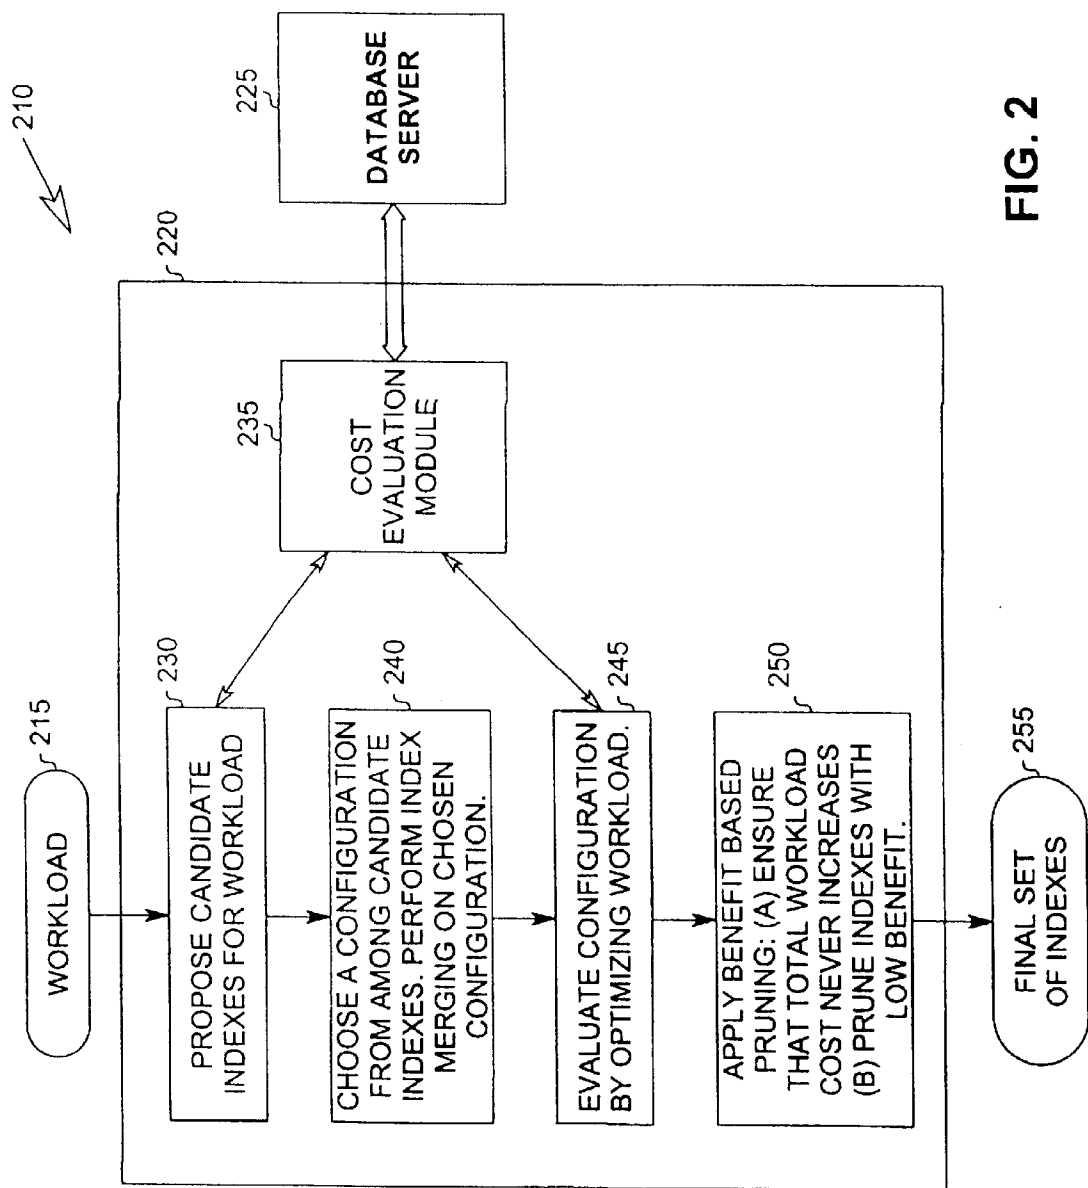 210
WORKLOAD
215
220
PROPOSE CANDIDATE
INDEXES FOR WORKLOAD
230
CHOOSE A CONFIGURATION
FROM AMONG CANDIDATE
INDEXES. PERFORM INDEX
MERGING ON CHOSEN
CONFIGURATION.
240
COST
EVALUATION
MODULE
235
DATABASE
SERVER
225
EVALUATE CONFIGURATION
BY OPTIMIZING WORKLOAD.
245
APPLY BENEFIT BASED
PRUNING: (A) ENSURE
THAT TOTAL WORKLOAD
COST NEVER INCREASES
(B) PRUNE INDEXES WITH
LOW BENEFIT.
250
FINAL SET
OF INDEXES
255
FIG. 2